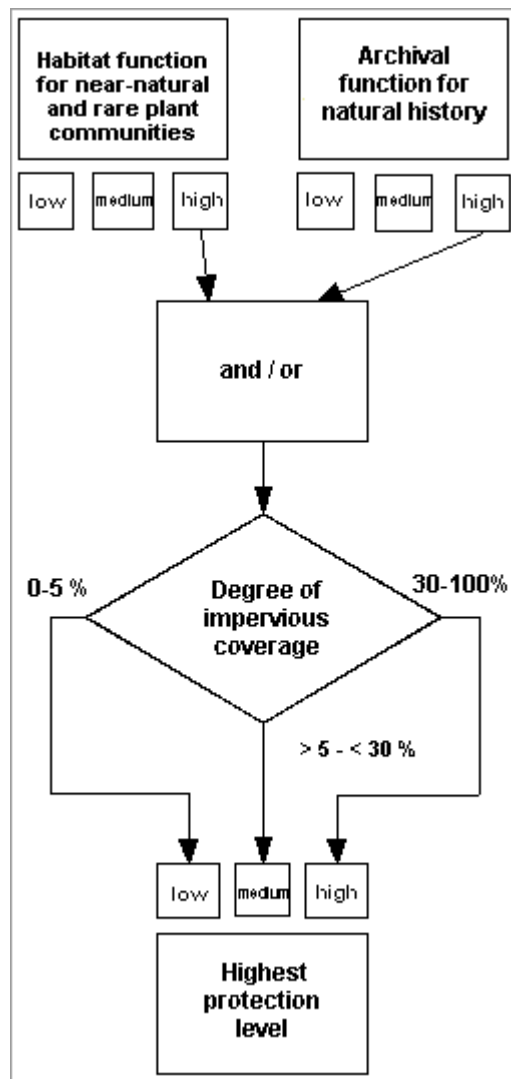 Habitat function
for near-natural
and rare plant
communities
Archival
function for
natural history
low
medium
high
low
medium
high
and / or
0-5 %
Degree of
impervious
coverage
30-100%
> 5 - < 30 %
low
medium
high
Highest
protection
level